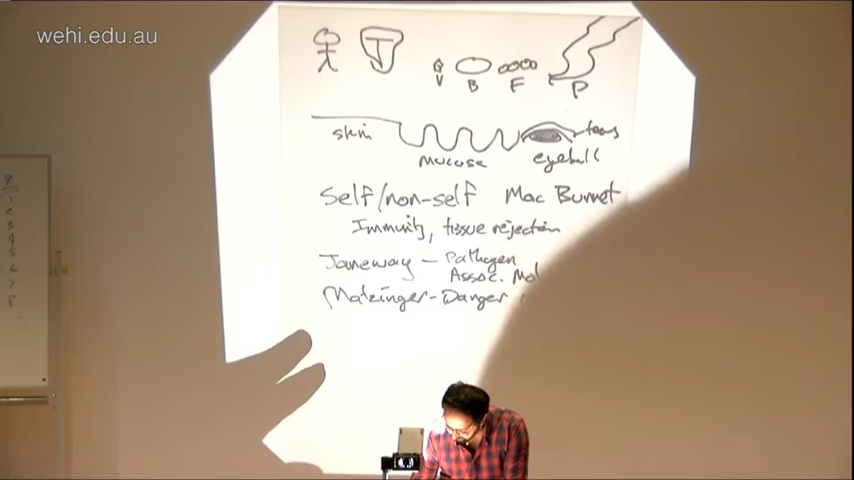 wehi.edu.au
V B F P
skin tears
mucose eyeball
Self/non-self Mac Burnet
Immunity, tissue rejection
Janeway - Pathogen
Assoc. Mol
Matzinger - Danger